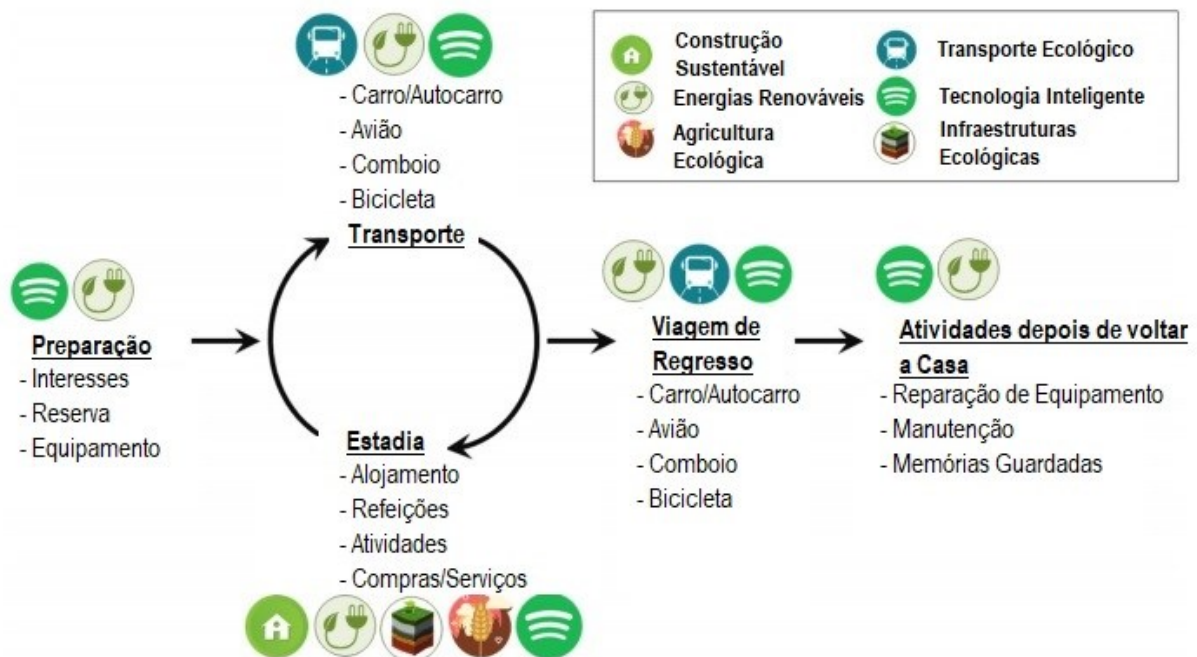 - Carro/Autocarro
- Avião
- Comboio
- Bicicleta
Transporte
Construção
Sustentável
Energias Renováveis
Agricultura
Ecológica
Transporte Ecológico
Tecnologia Inteligente
Infraestruturas
Ecológicas
Preparação
- Interesses
- Reserva
- Equipamento
Estadia
- Alojamento
- Refeições
- Atividades
- Compras/Serviços
Viagem de
Regresso
- Carro/Autocarro
- Avião
- Comboio
- Bicicleta
Atividades depois de voltar
a Casa
- Reparação de Equipamento
- Manutenção
- Memórias Guardadas